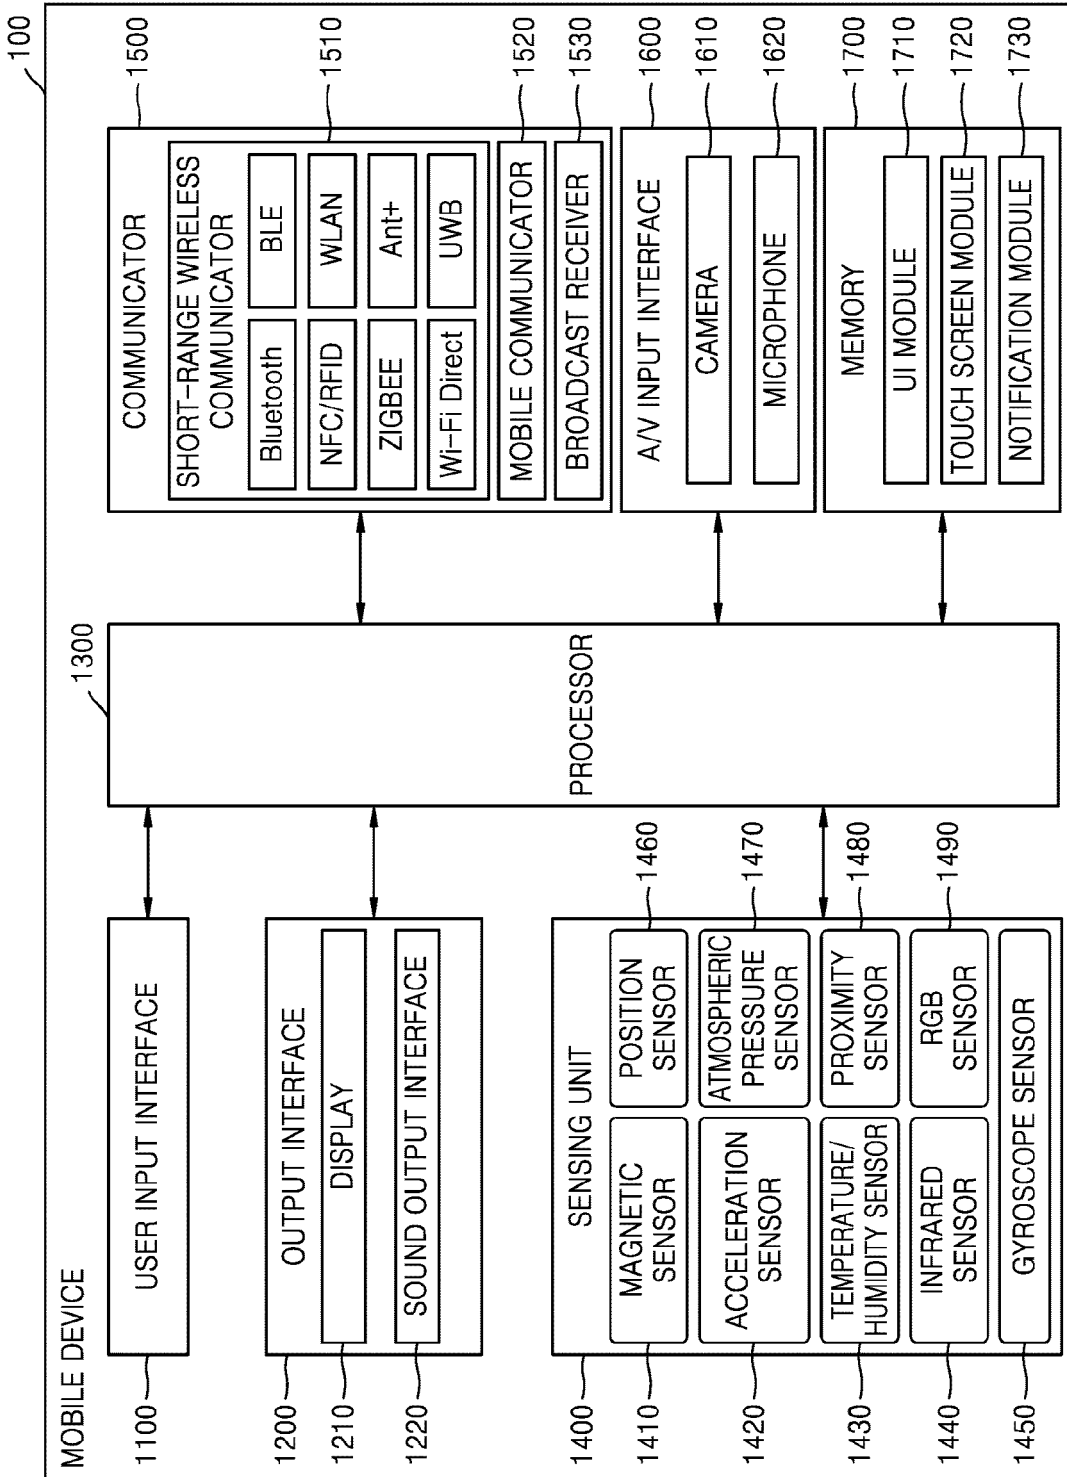 100
MOBILE DEVICE
1100
USER INPUT INTERFACE
1200
OUTPUT INTERFACE
1210
DISPLAY
1220
SOUND OUTPUT INTERFACE
1400
SENSING UNIT
1410
MAGNETIC
SENSOR
POSITION
SENSOR
1460
1420
ACCELERATION
SENSOR
ATMOSPHERIC
PRESSURE
SENSOR
1470
1430
TEMPERATURE/
HUMIDITY SENSOR
PROXIMITY
SENSOR
1480
1440
INFRARED
SENSOR
RGB
SENSOR
1490
1450
GYROSCOPE SENSOR
1300
PROCESSOR
COMMUNICATOR
1500
SHORT-RANGE WIRELESS
COMMUNICATOR
1510
Bluetooth
BLE
NFC/RFID
WLAN
ZIGBEE
Ant+
Wi-Fi Direct
UWB
MOBILE COMMUNICATOR
1520
BROADCAST RECEIVER
1530
A/V INPUT INTERFACE
1600
CAMERA
1610
MICROPHONE
1620
MEMORY
1700
UI MODULE
1710
TOUCH SCREEN MODULE
1720
NOTIFICATION MODULE
1730